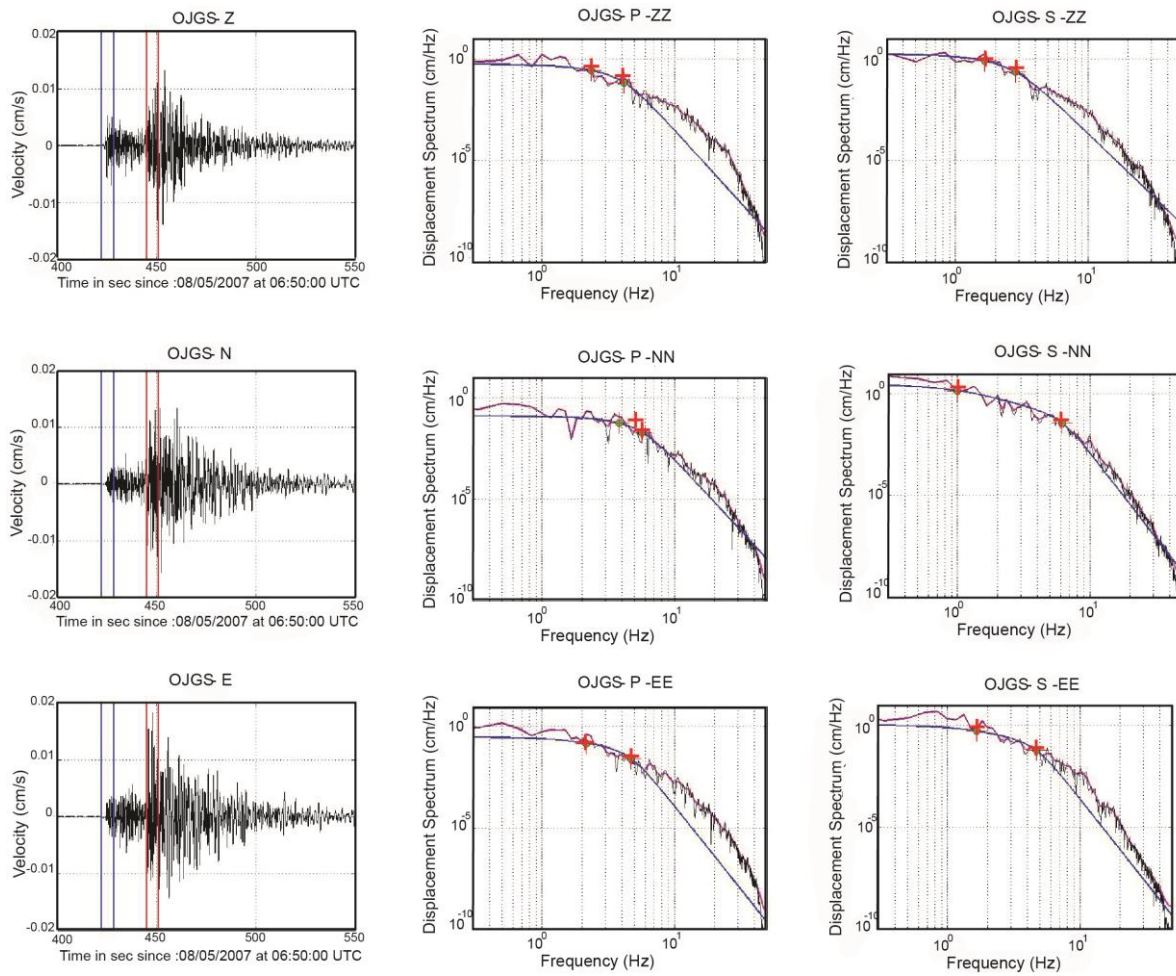 OJGS- Z
0.02
0.01
0
-0.01
-0.02
400 450 500 550
Velocity (cm/s)
Time in sec since :08/05/2007 at 06:50:00 UTC
OJGS- P -ZZ
10^0
10^-5
10^-10
10^0 10^1
Displacement Spectrum (cm/Hz)
Frequency (Hz)
OJGS- S -ZZ
10^0
10^-5
10^-10
10^0 10^1
Displacement Spectrum (cm/Hz)
Frequency (Hz)
OJGS- N
0.02
0.01
0
-0.01
-0.02
400 450 500 550
Velocity (cm/s)
Time in sec since :08/05/2007 at 06:50:00 UTC
OJGS- P -NN
10^0
10^-5
10^-10
10^0 10^1
Displacement Spectrum (cm/Hz)
Frequency (Hz)
OJGS- S -NN
10^0
10^-5
10^-10
10^0 10^1
Displacement Spectrum (cm/Hz)
Frequency (Hz)
OJGS- E
0.02
0.01
0
-0.01
-0.02
400 450 500 550
Velocity (cm/s)
Time in sec since :08/05/2007 at 06:50:00 UTC
OJGS- P -EE
10^0
10^-5
10^-10
10^0 10^1
Displacement Spectrum (cm/Hz)
Frequency (Hz)
OJGS- S -EE
10^0
10^-5
10^-10
10^0 10^1
Displacement Spectrum (cm/Hz)
Frequency (Hz)